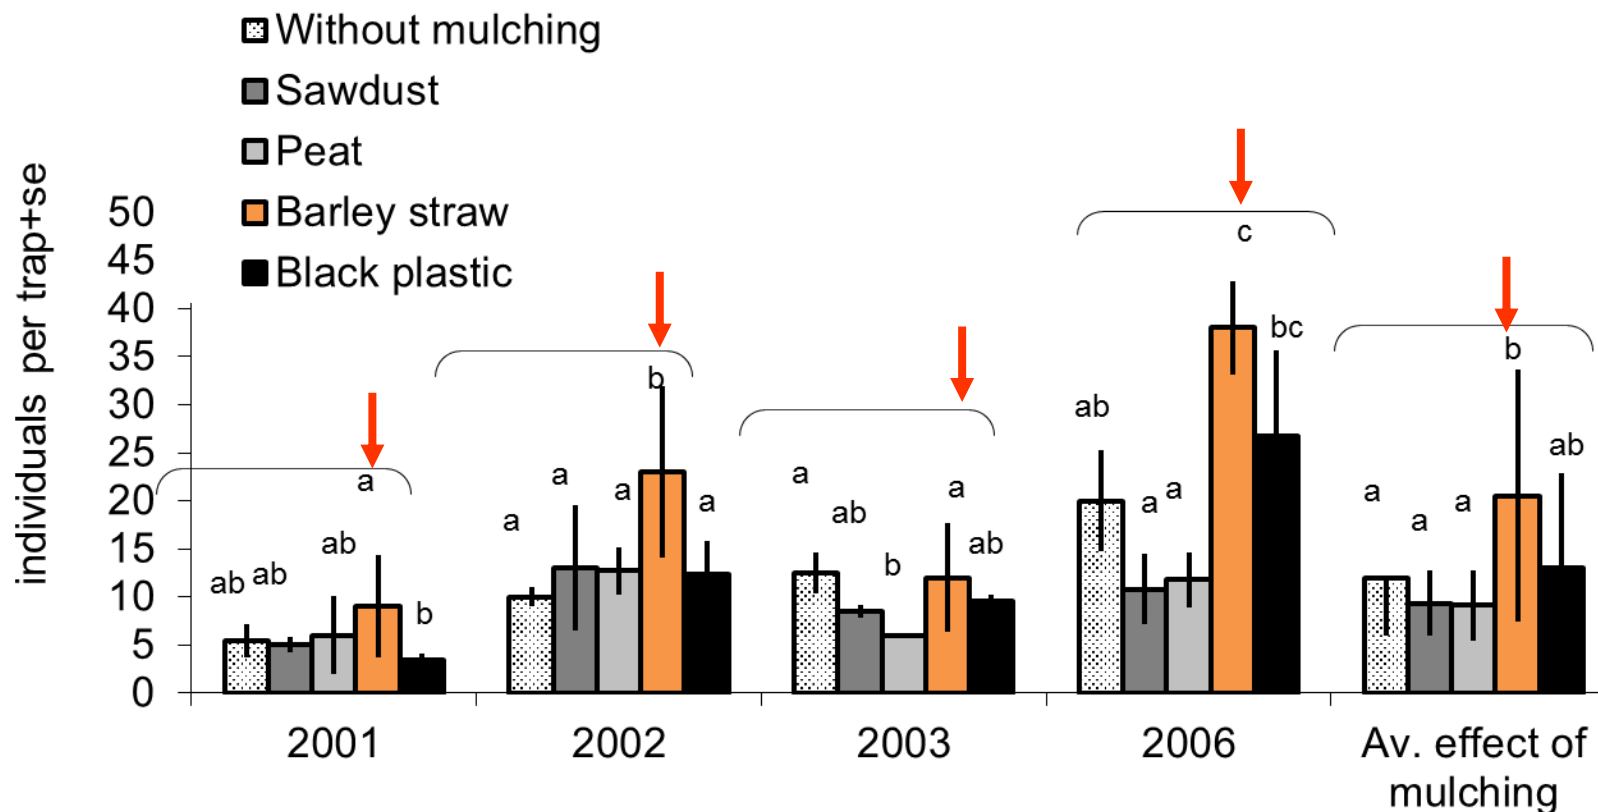 Without mulching
Sawdust
Peat
Barley straw
Black plastic
individuals per trap+se
50
45
40
35
30
25
20
15
10
5
0
ab ab ab a b
a a a b a
a ab b a ab
ab a a c bc
a a a b ab
2001 2002 2003 2006 Av. effect of
mulching